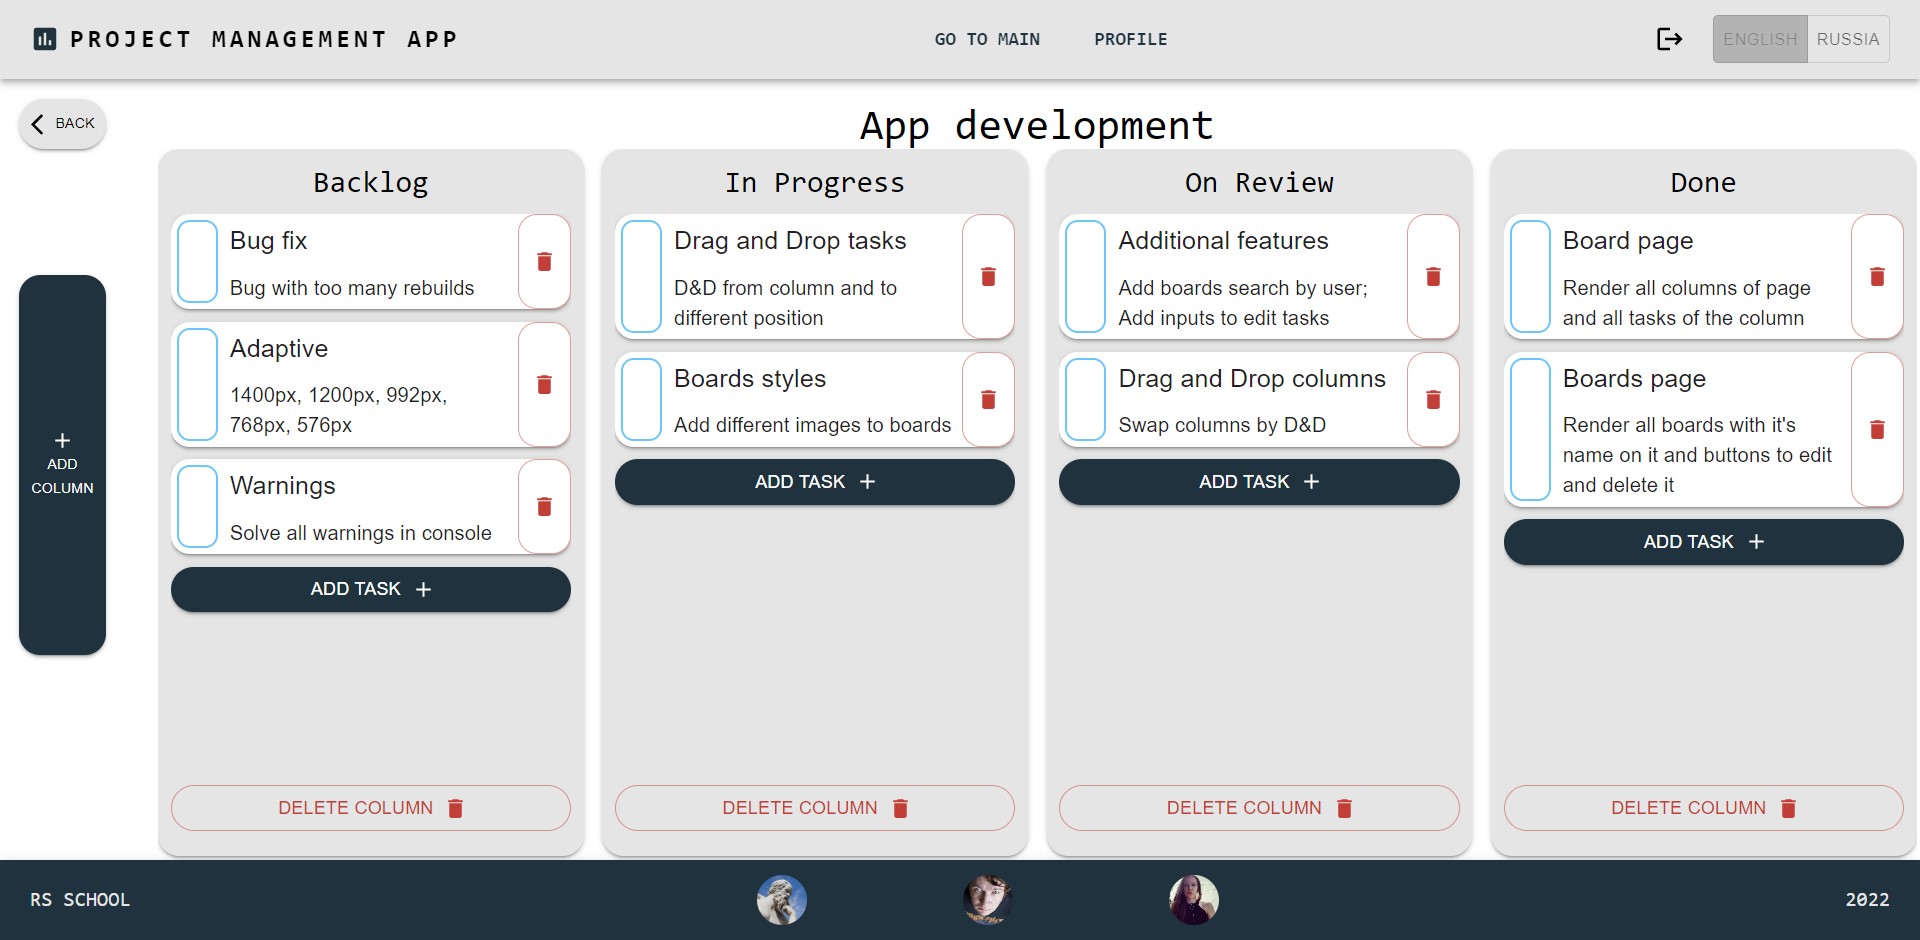 PROJECT MANAGEMENT APP
GO TO MAIN
PROFILE
ENGLISH
RUSSIA
BACK
App development
ADD
COLUMN
Backlog
Bug fix
Bug with too many rebuilds
Adaptive
1400px, 1200px, 992px,
768px, 576px
Warnings
Solve all warnings in console
ADD TASK
DELETE COLUMN
In Progress
Drag and Drop tasks
D&D from column and to
different position
Boards styles
Add different images to boards
ADD TASK
DELETE COLUMN
On Review
Additional features
Add boards search by user;
Add inputs to edit tasks
Drag and Drop columns
Swap columns by D&D
ADD TASK
DELETE COLUMN
Done
Board page
Render all columns of page
and all tasks of the column
Boards page
Render all boards with it's
name on it and buttons to edit
and delete it
ADD TASK
DELETE COLUMN
RS SCHOOL
2022